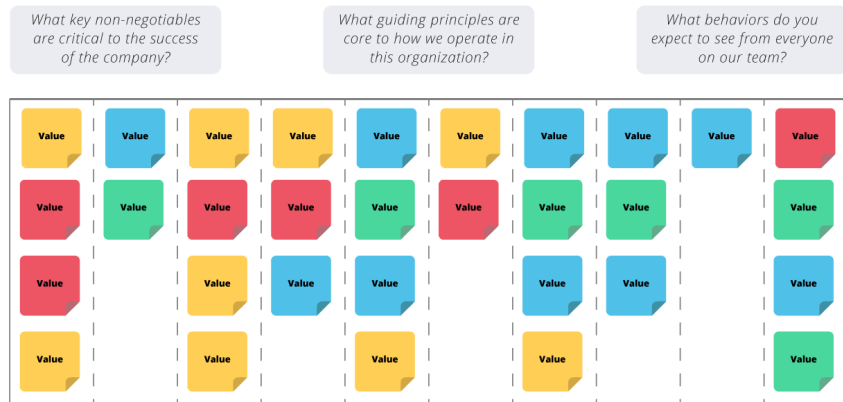 What key non-negotiables
are critical to the success
of the company?
What guiding principles are
core to how we operate in
this organization?
What behaviors do you
expect to see from everyone
on our team?
Value Value Value Value Value Value Value Value Value Value
Value Value Value Value Value Value Value Value Value
Value Value Value Value Value Value Value
Value Value Value Value Value